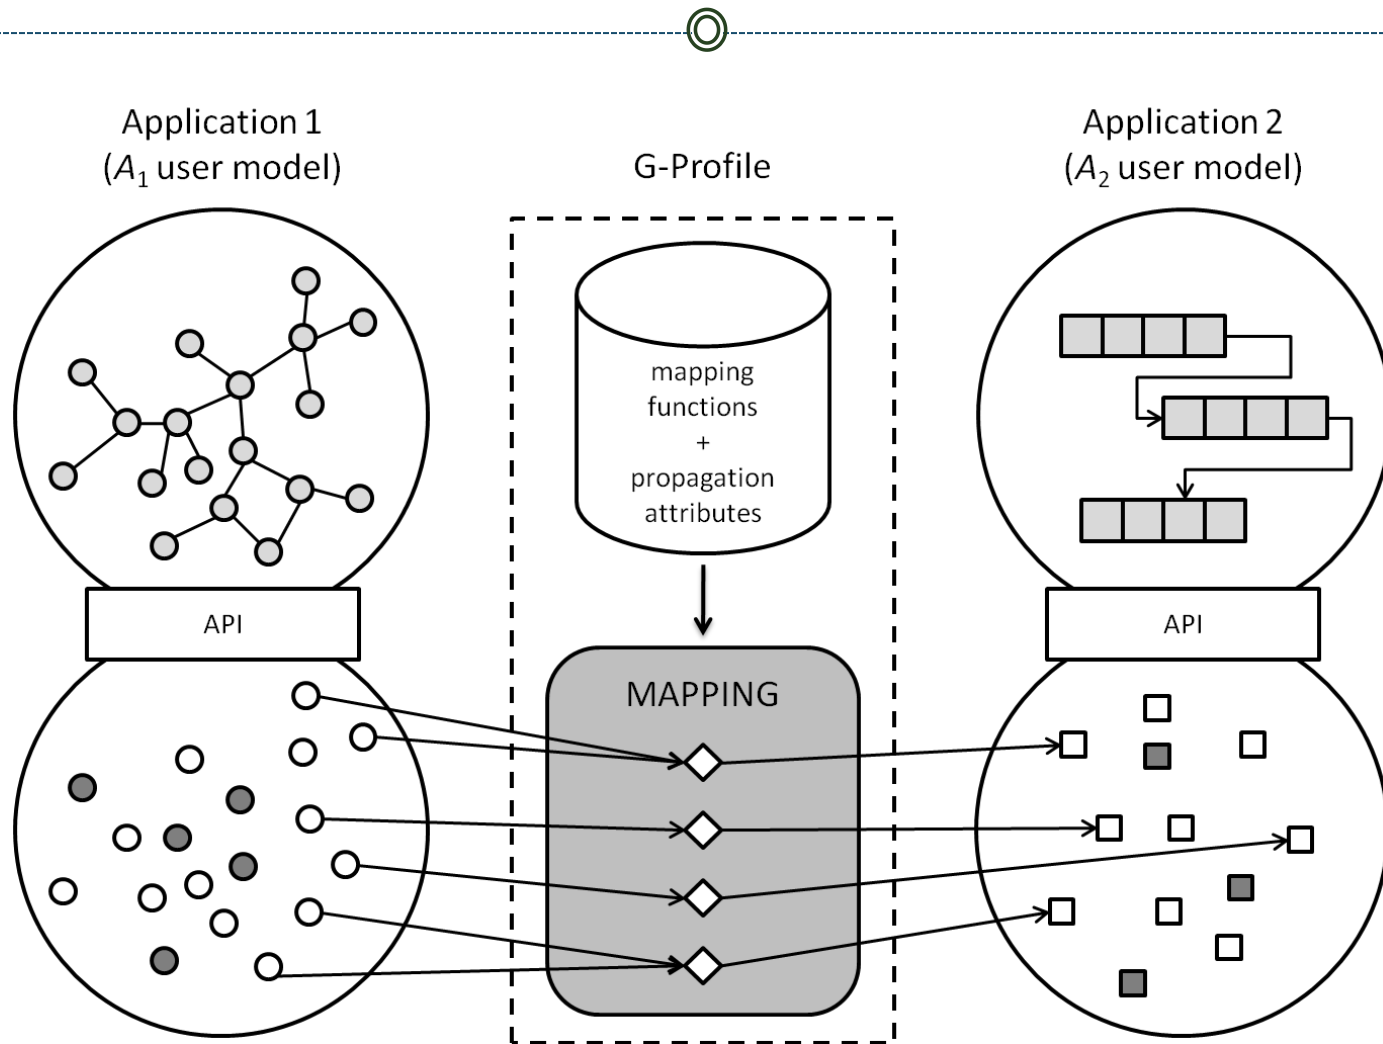 Application 1
(A₁ user model)
G-Profile
Application 2
(A₂ user model)
mapping
functions
+
propagation
attributes
API
API
MAPPING